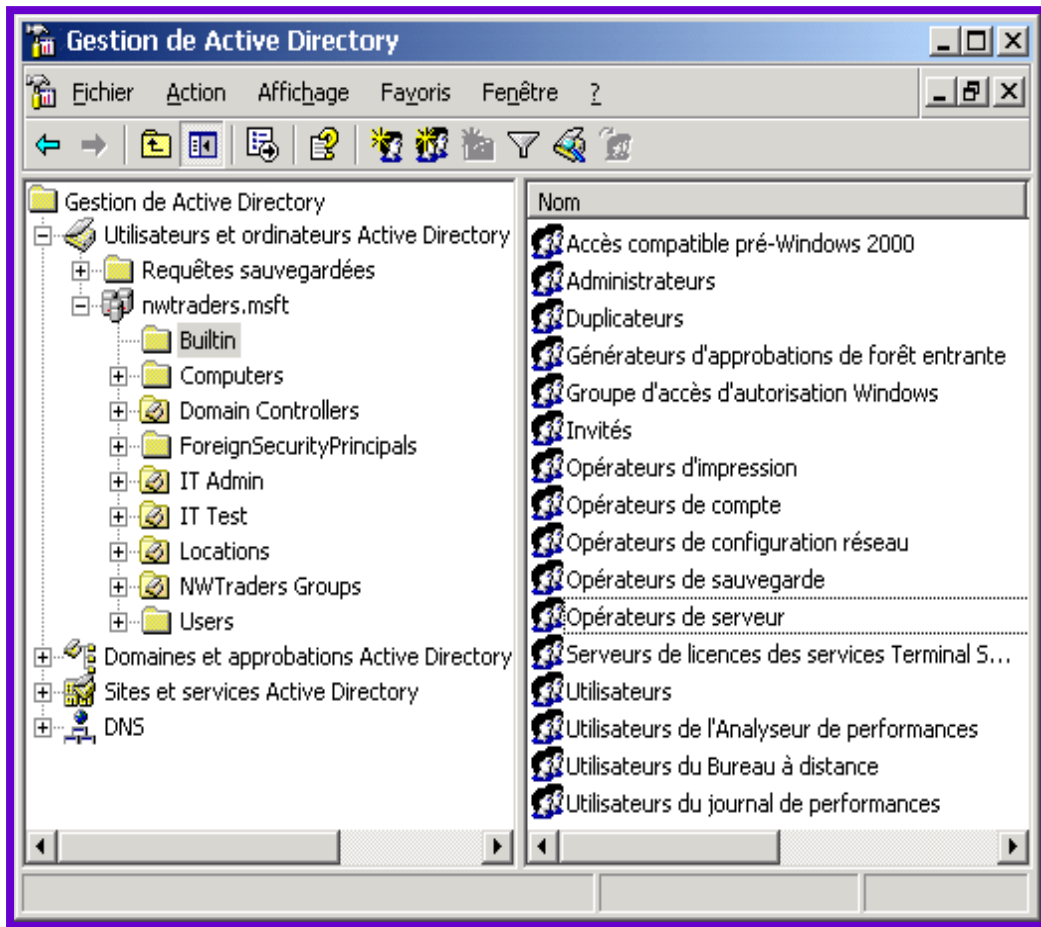 Gestion de Active Directory
Fichier Action Affichage Favoris Fenêtre ?
Gestion de Active Directory
Utilisateurs et ordinateurs Active Directory
Requêtes sauvegardées
nwtraders.msft
Builtin
Computers
Domain Controllers
ForeignSecurityPrincipals
IT Admin
IT Test
Locations
NWTraders Groups
Users
Domaines et approbations Active Directory
Sites et services Active Directory
DNS
Nom
Accès compatible pré-Windows 2000
Administrateurs
Duplicateurs
Générateurs d'approbations de forêt entrante
Groupe d'accès d'autorisation Windows
Invités
Opérateurs d'impression
Opérateurs de compte
Opérateurs de configuration réseau
Opérateurs de sauvegarde
Opérateurs de serveur
Serveurs de licences des services Terminal S...
Utilisateurs
Utilisateurs de l'Analyseur de performances
Utilisateurs du Bureau à distance
Utilisateurs du journal de performances